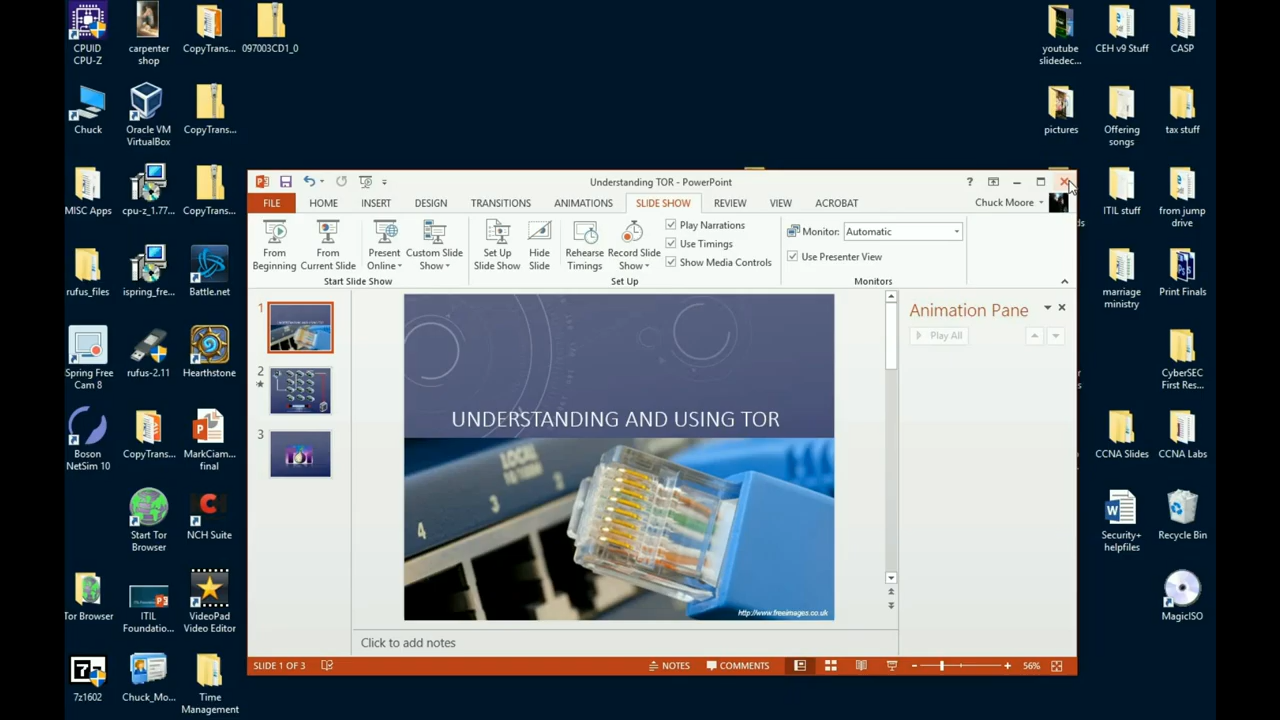 CPUID
CPU-Z
carpenter
shop
CopyTrans...
097003CD1_0
youtube
slidedec...
CEH v9 Stuff
CASP
Chuck
Oracle VM
VirtualBox
CopyTrans...
pictures
Offering
songs
tax stuff
MISC Apps
cpu-z_1.77...
CopyTrans...
ITIL stuff
from jump
drive
Understanding TOR - PowerPoint
FILE
HOME
INSERT
DESIGN
TRANSITIONS
ANIMATIONS
SLIDE SHOW
REVIEW
VIEW
ACROBAT
Chuck Moore
From
Beginning
From
Current Slide
Present
Online
Custom Slide
Show
Set Up
Slide Show
Hide
Slide
Rehearse
Timings
Record Slide
Show
Play Narrations
Use Timings
Show Media Controls
Monitor:
Automatic
Use Presenter View
Start Slide Show
Set Up
Monitors
rufus_files
ispring_fre...
Battle.net
marriage
ministry
Print Finals
1
2
3
Animation Pane
Play All
UNDERSTANDING AND USING TOR
LOCAL
4
3
2
http://www.freeimages.co.uk
Spring Free
Cam 8
rufus-2.11
Hearthstone
CyberSEC
First Res...
Boson
NetSim 10
CopyTrans...
MarkCiam...
final
CCNA Slides
CCNA Labs
Start Tor
Browser
NCH Suite
Security+
helpfiles
Recycle Bin
Tor Browser
ITIL
Foundatio...
VideoPad
Video Editor
MagicISO
Click to add notes
SLIDE 1 OF 3
NOTES
COMMENTS
56%
7z1602
Chuck_Mo...
Time
Management